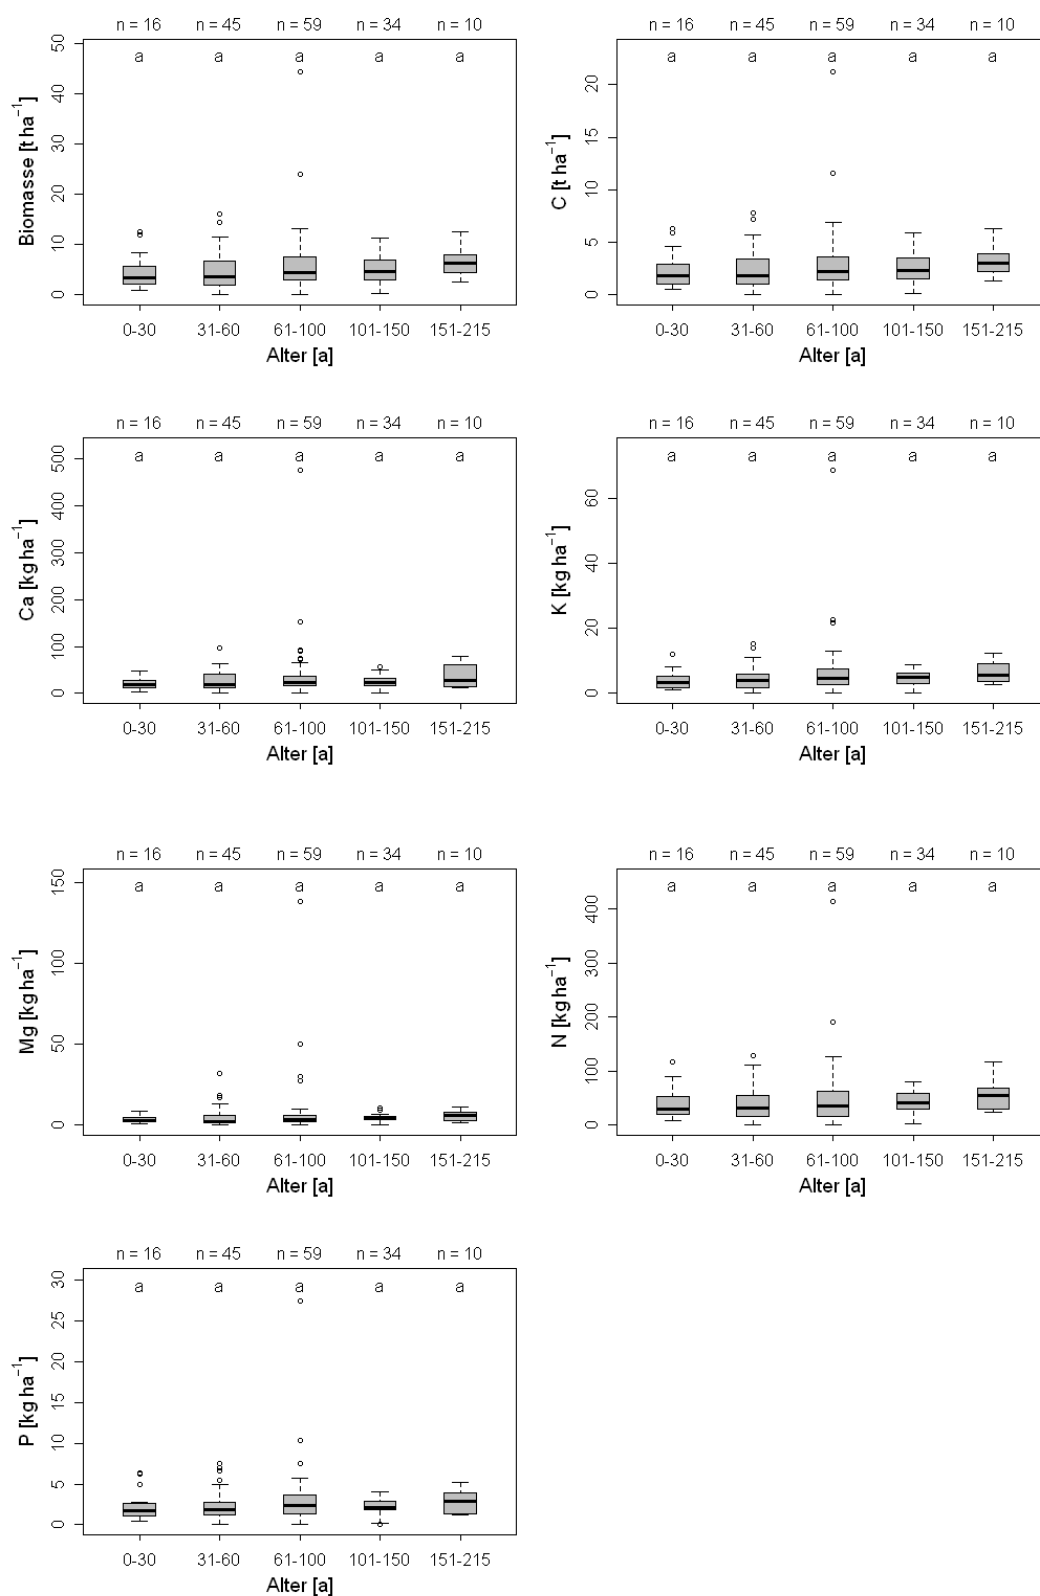 n = 16 n = 45 n = 59 n = 34 n = 10
a a a a a
50
40
30
20
10
0
Biomasse [t ha⁻¹]
0-30 31-60 61-100 101-150 151-215
Alter [a]
n = 16 n = 45 n = 59 n = 34 n = 10
a a a a a
20
15
10
5
0
C [t ha⁻¹]
0-30 31-60 61-100 101-150 151-215
Alter [a]
n = 16 n = 45 n = 59 n = 34 n = 10
a a a a a
500
400
300
200
100
0
Ca [kg ha⁻¹]
0-30 31-60 61-100 101-150 151-215
Alter [a]
n = 16 n = 45 n = 59 n = 34 n = 10
a a a a a
60
40
20
0
K [kg ha⁻¹]
0-30 31-60 61-100 101-150 151-215
Alter [a]
n = 16 n = 45 n = 59 n = 34 n = 10
a a a a a
150
100
50
0
Mg [kg ha⁻¹]
0-30 31-60 61-100 101-150 151-215
Alter [a]
n = 16 n = 45 n = 59 n = 34 n = 10
a a a a a
400
300
200
100
0
N [kg ha⁻¹]
0-30 31-60 61-100 101-150 151-215
Alter [a]
n = 16 n = 45 n = 59 n = 34 n = 10
a a a a a
30
25
20
15
10
5
0
P [kg ha⁻¹]
0-30 31-60 61-100 101-150 151-215
Alter [a]